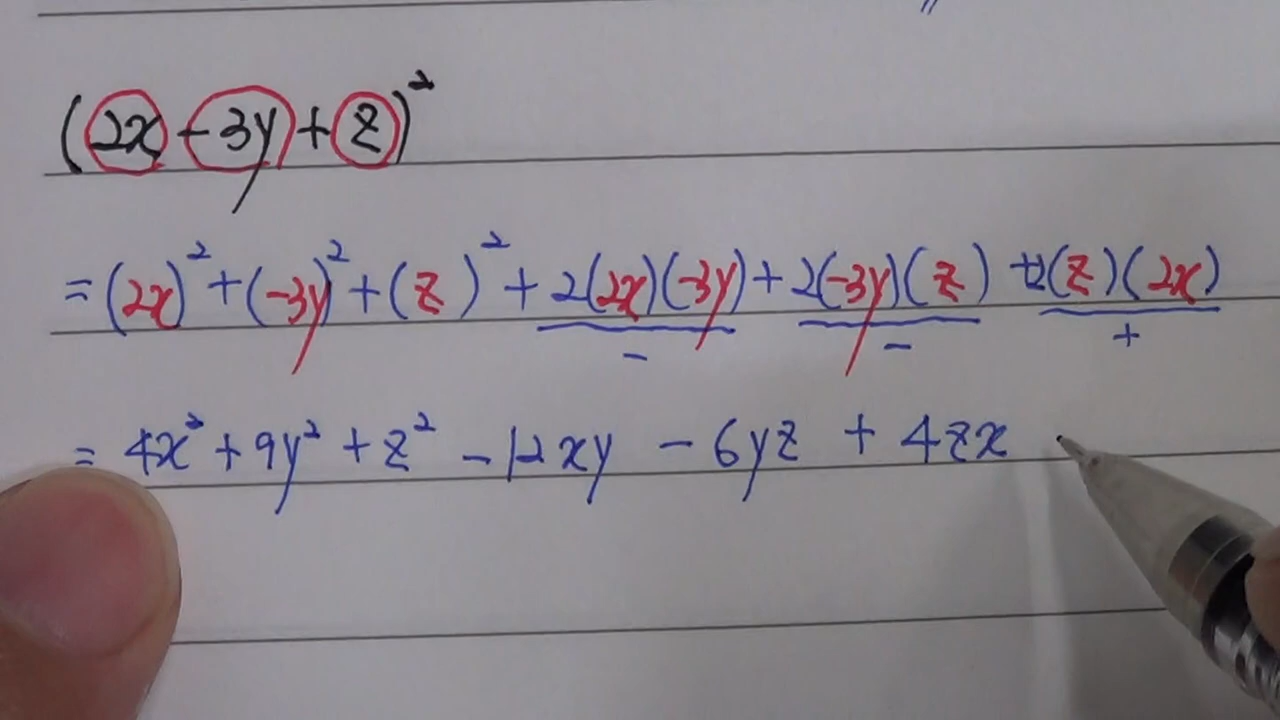 (2x - 3y + z)²
= (2x)² + (-3y)² + (z)² + 2(2x)(-3y) + 2(-3y)(z) + 2(z)(2x)
- - +
= 4x² + 9y² + z² - 12xy - 6yz + 4zx